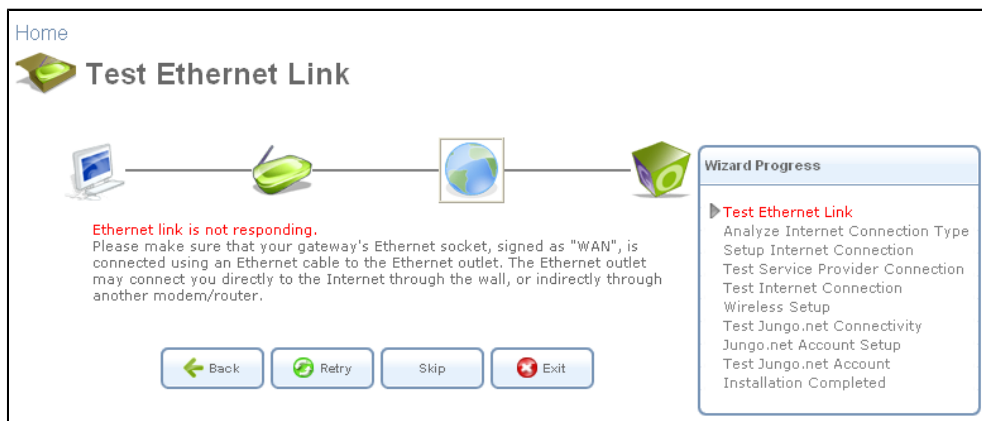 Home
Test Ethernet Link
Ethernet link is not responding.
Please make sure that your gateway's Ethernet socket, signed as "WAN", is
connected using an Ethernet cable to the Ethernet outlet. The Ethernet outlet
may connect you directly to the Internet through the wall, or indirectly through
another modem/router.
Back
Retry
Skip
Exit
Wizard Progress
Test Ethernet Link
Analyze Internet Connection Type
Setup Internet Connection
Test Service Provider Connection
Test Internet Connection
Wireless Setup
Test Jungo.net Connectivity
Jungo.net Account Setup
Test Jungo.net Account
Installation Completed